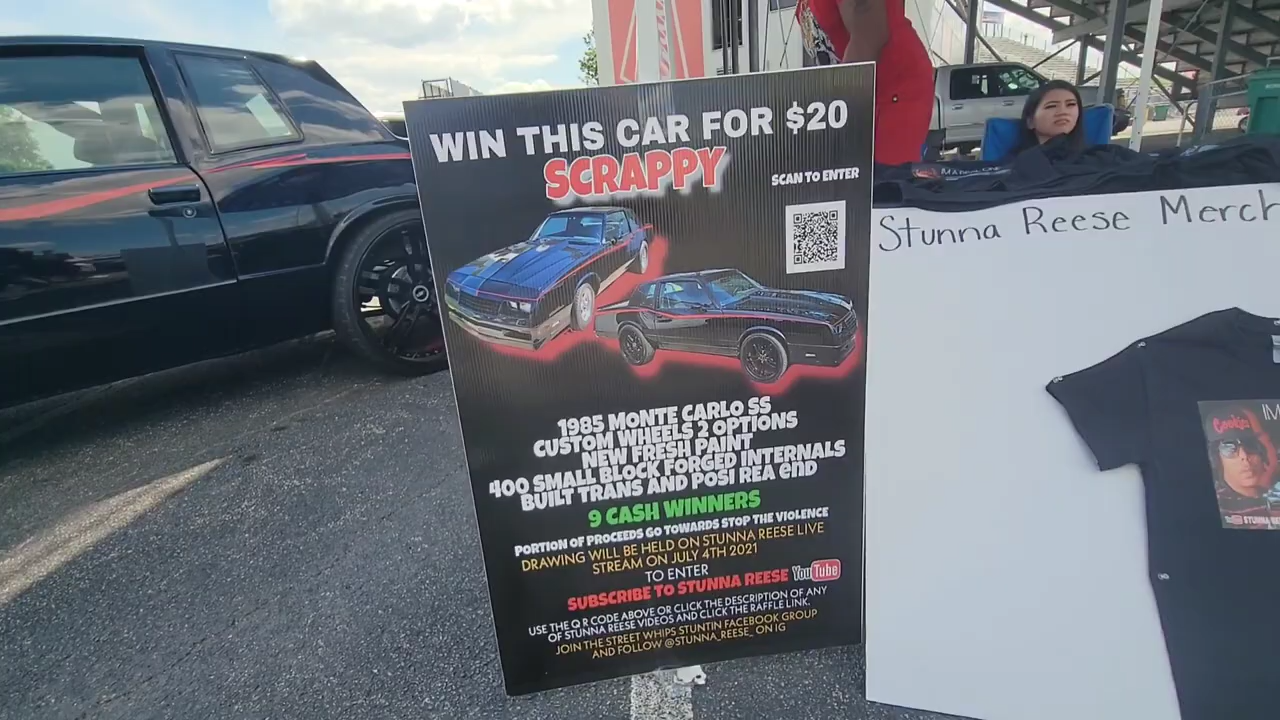 WIN THIS CAR FOR $20
SCRAPPY
SCAN TO ENTER
1985 MONTE CARLO SS
CUSTOM WHEELS 2 OPTIONS
NEW FRESH PAINT
400 SMALL BLOCK FORGED INTERNALS
BUILT TRANS AND POSI REA end
9 CASH WINNERS
PORTION OF PROCEEDS GO TOWARDS STOP THE VIOLENCE
DRAWING WILL BE HELD ON STUNNA REESE LIVE
STREAM ON JULY 4TH 2021
TO ENTER
SUBSCRIBE TO STUNNA REESE YouTube
USE THE Q R CODE ABOVE OR CLICK THE DESCRIPTION OF ANY
OF STUNNA REESE VIDEOS AND CLICK THE RAFFLE LINK.
JOIN THE STREET WHIPS STUNTIN FACEBOOK GROUP
AND FOLLOW @STUNNA_REESE_ ON IG
Stunna Reese Merch
IM
Cookies
STUNNA